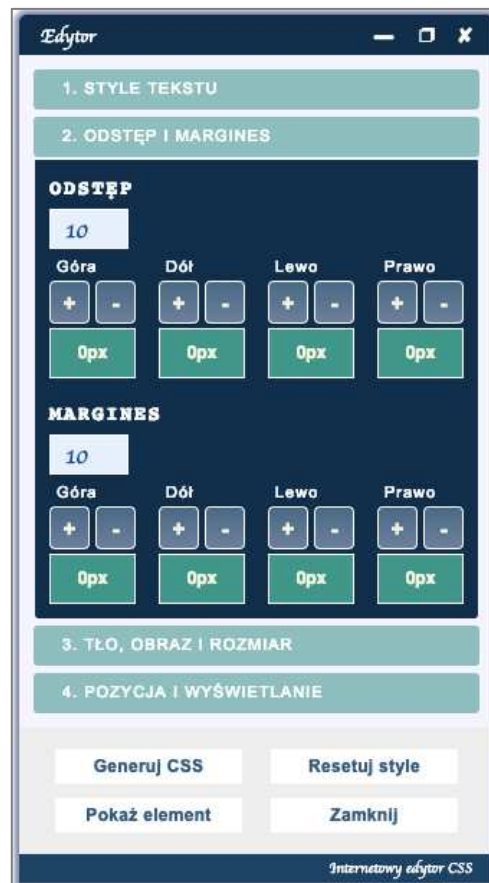 Edytor
1. STYLE TEKSTU
2. ODSTĘP I MARGINES
ODSTĘP
10
Góra Dół Lewo Prawo
+ - + - + - + -
0px 0px 0px 0px
MARGINES
10
Góra Dół Lewo Prawo
+ - + - + - + -
0px 0px 0px 0px
3. TŁO, OBRAZ I ROZMIAR
4. POZYCJA I WYŚWIETLANIE
Generuj CSS Resetuj style
Pokaż element Zamknij
Internetowy edytor CSS